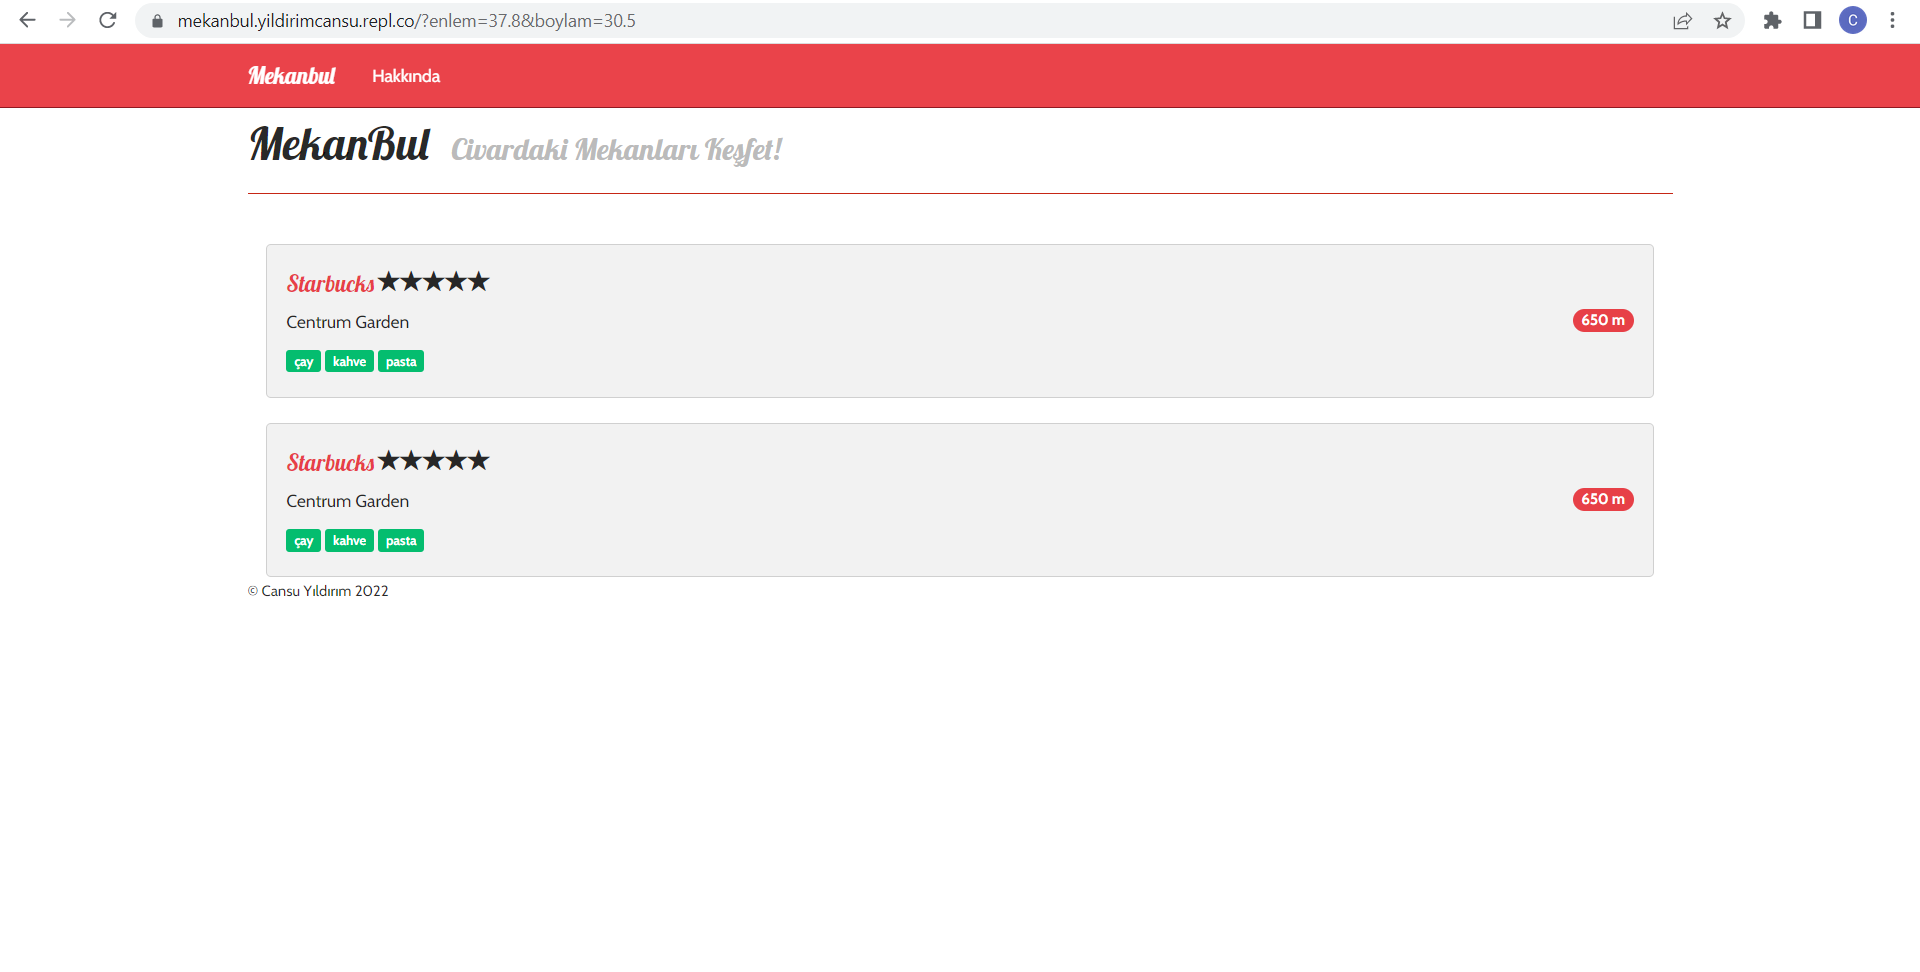 mekanbul.yildirimcansu.repl.co/?enlem=37.8&boylam=30.5
C
Mekanbul Hakkında
MekanBul Civardaki Mekanları Keşfet!
Starbucks ★★★★★
Centrum Garden
650 m
çay kahve pasta
Starbucks ★★★★★
Centrum Garden
650 m
çay kahve pasta
© Cansu Yıldırım 2022